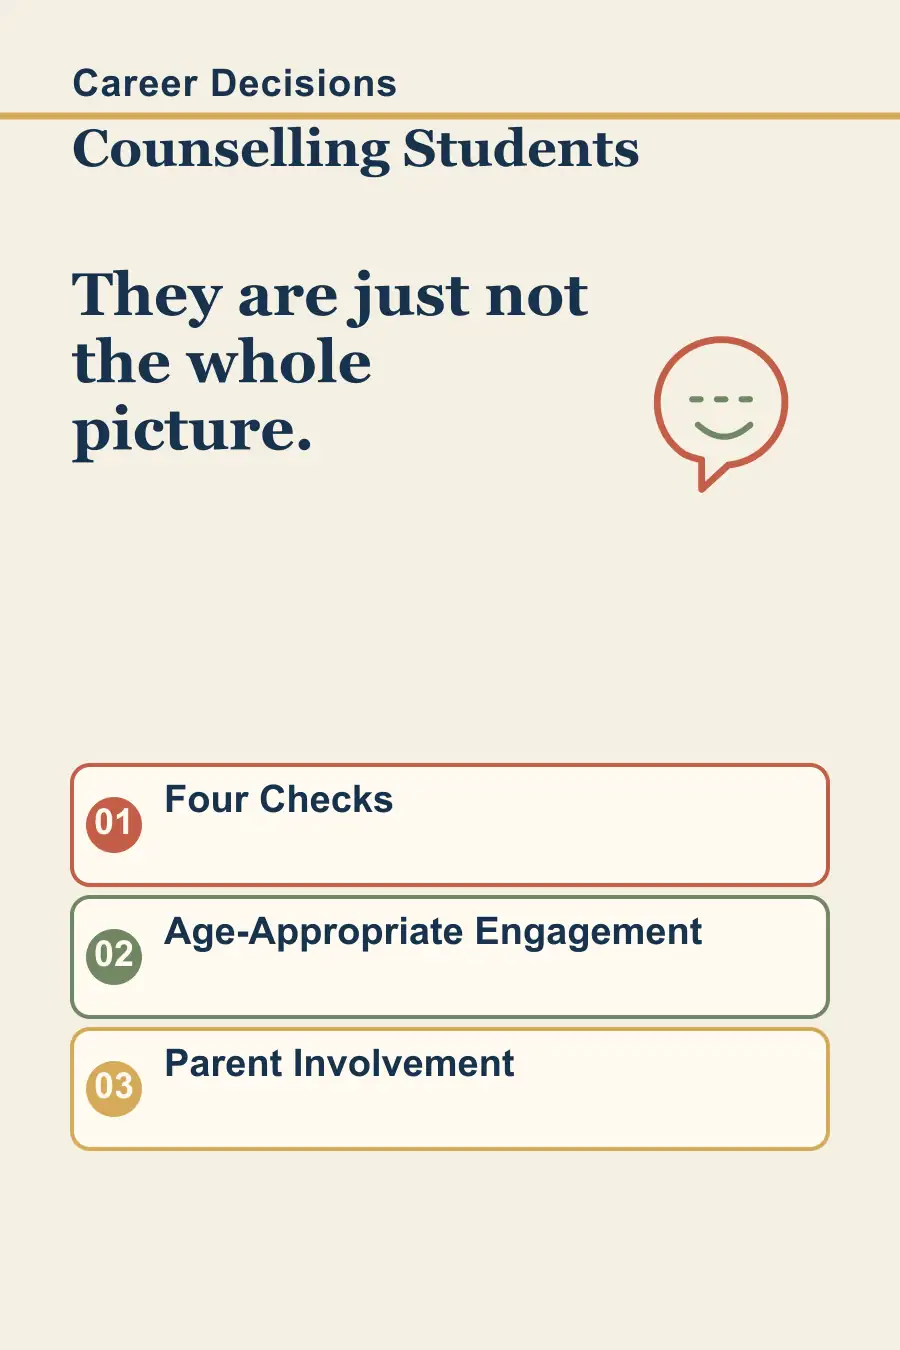 Career Decisions
Counselling Students
They are just not
the whole
picture.
01 Four Checks
02 Age-Appropriate Engagement
03 Parent Involvement